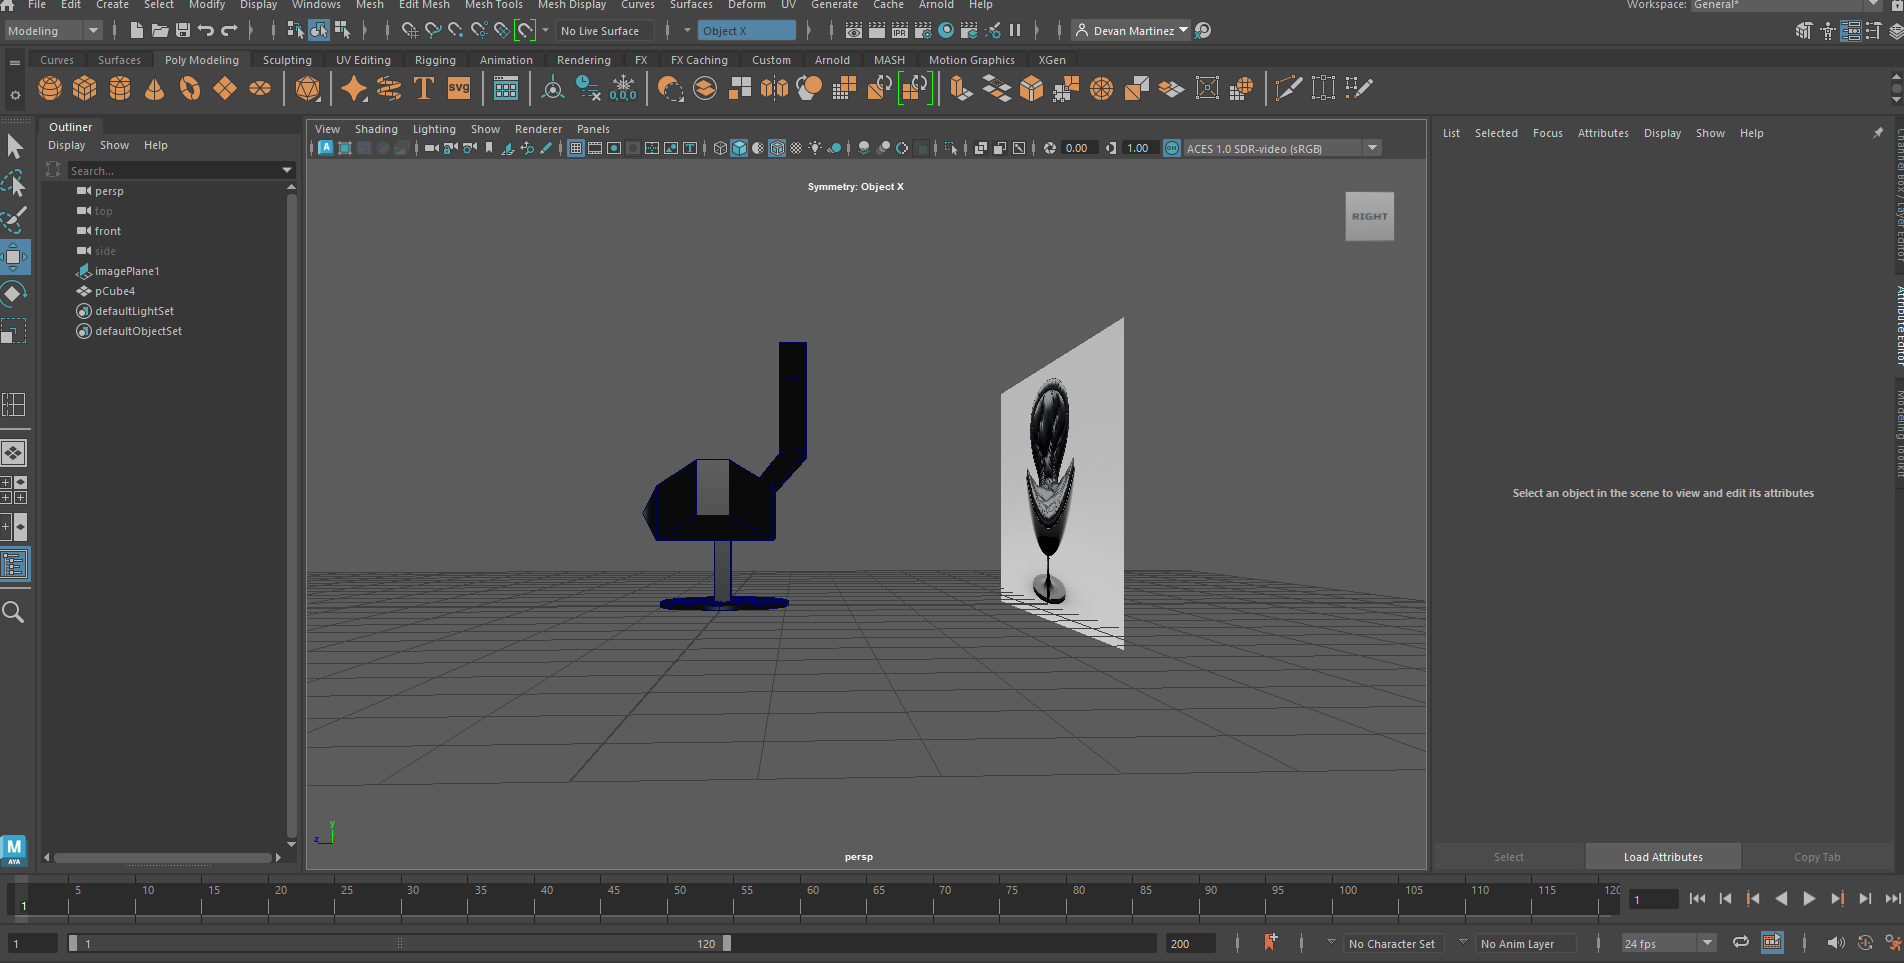 File Edit Create Select Modify Display Windows Mesh Edit Mesh Mesh Tools Mesh Display Curves Surfaces Deform UV Generate Cache Arnold Help Workspace: General*
Modeling No Live Surface Object X IPR Devan Martinez
Curves Surfaces Poly Modeling Sculpting UV Editing Rigging Animation Rendering FX FX Caching Custom Arnold MASH Motion Graphics XGen
T SVG 0,0,0
Outliner
Display Show Help
Search...
persp
top
front
side
imagePlane1
pCube4
defaultLightSet
defaultObjectSet
View Shading Lighting Show Renderer Panels
0.00 1.00 ON ACES 1.0 SDR-video (sRGB)
Symmetry: Object X
RIGHT
y
z
persp
List Selected Focus Attributes Display Show Help
Channel Box / Layer Editor
Attribute Editor
Modeling Toolkit
Select an object in the scene to view and edit its attributes
Select Load Attributes Copy Tab
M
AYA
5 10 15 20 25 30 35 40 45 50 55 60 65 70 75 80 85 90 95 100 105 110 115 120
1 1
1 1 120 200 No Character Set No Anim Layer 24 fps